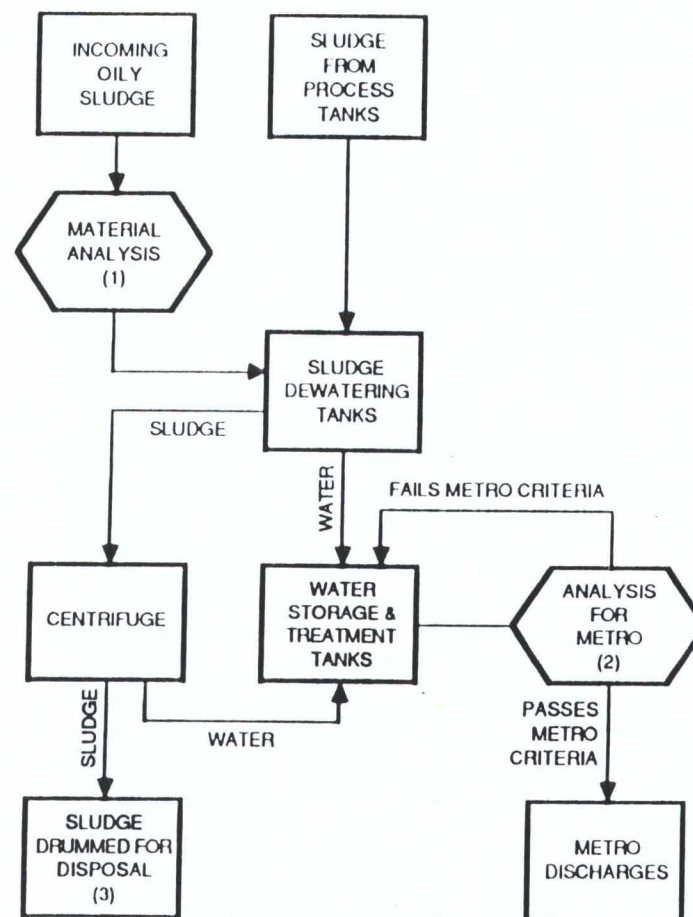 INCOMING
OILY
SLUDGE
SLUDGE
FROM
PROCESS
TANKS
MATERIAL
ANALYSIS
(1)
SLUDGE
DEWATERING
TANKS
SLUDGE
WATER
FAILS METRO CRITERIA
CENTRIFUGE
WATER
STORAGE &
TREATMENT
TANKS
ANALYSIS
FOR
METRO
(2)
SLUDGE
WATER
PASSES
METRO
CRITERIA
SLUDGE
DRUMMED FOR
DISPOSAL
(3)
METRO
DISCHARGES